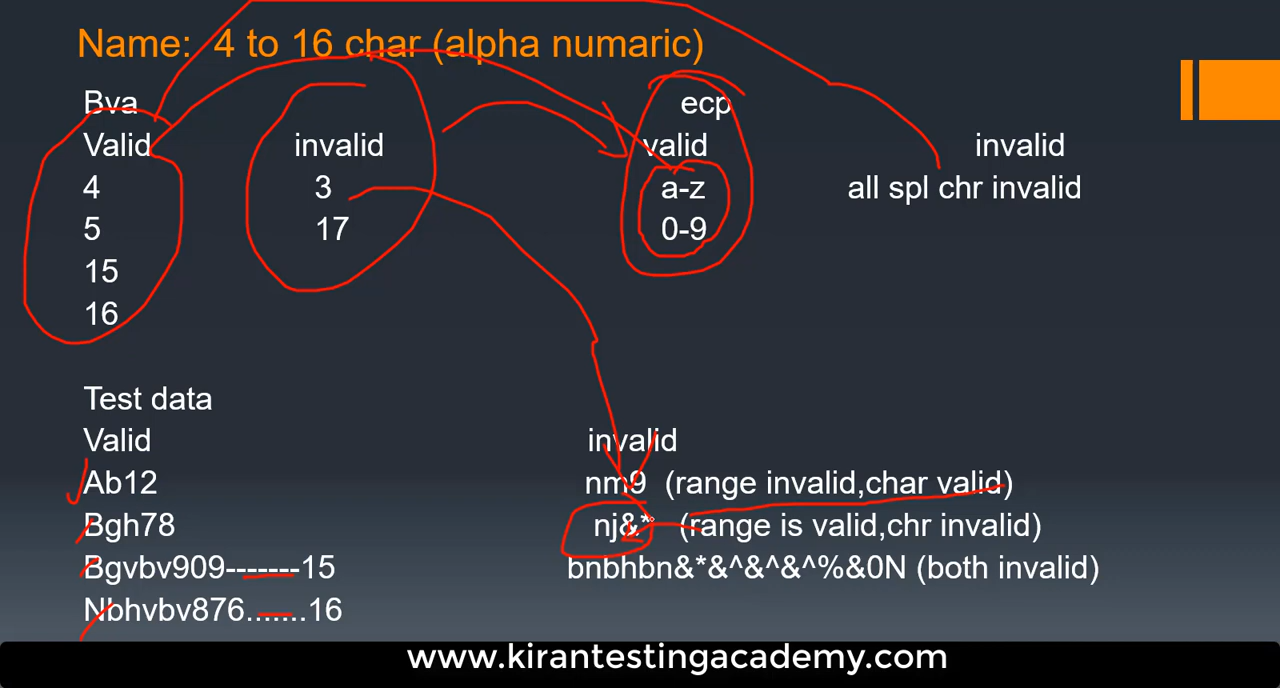 Name: 4 to 16 char (alpha numaric)
Bva ecp
Valid invalid valid invalid
4 3 a-z all spl chr invalid
5 17 0-9
15
16
Test data
Valid invalid
Ab12 nm9 (range invalid,char valid)
Bgh78 nj&* (range is valid,chr invalid)
Bgvbv909-------15 bnbhbn&*&^&^&^%&0N (both invalid)
Nbhvbv876.......16
www.kirantestingacademy.com